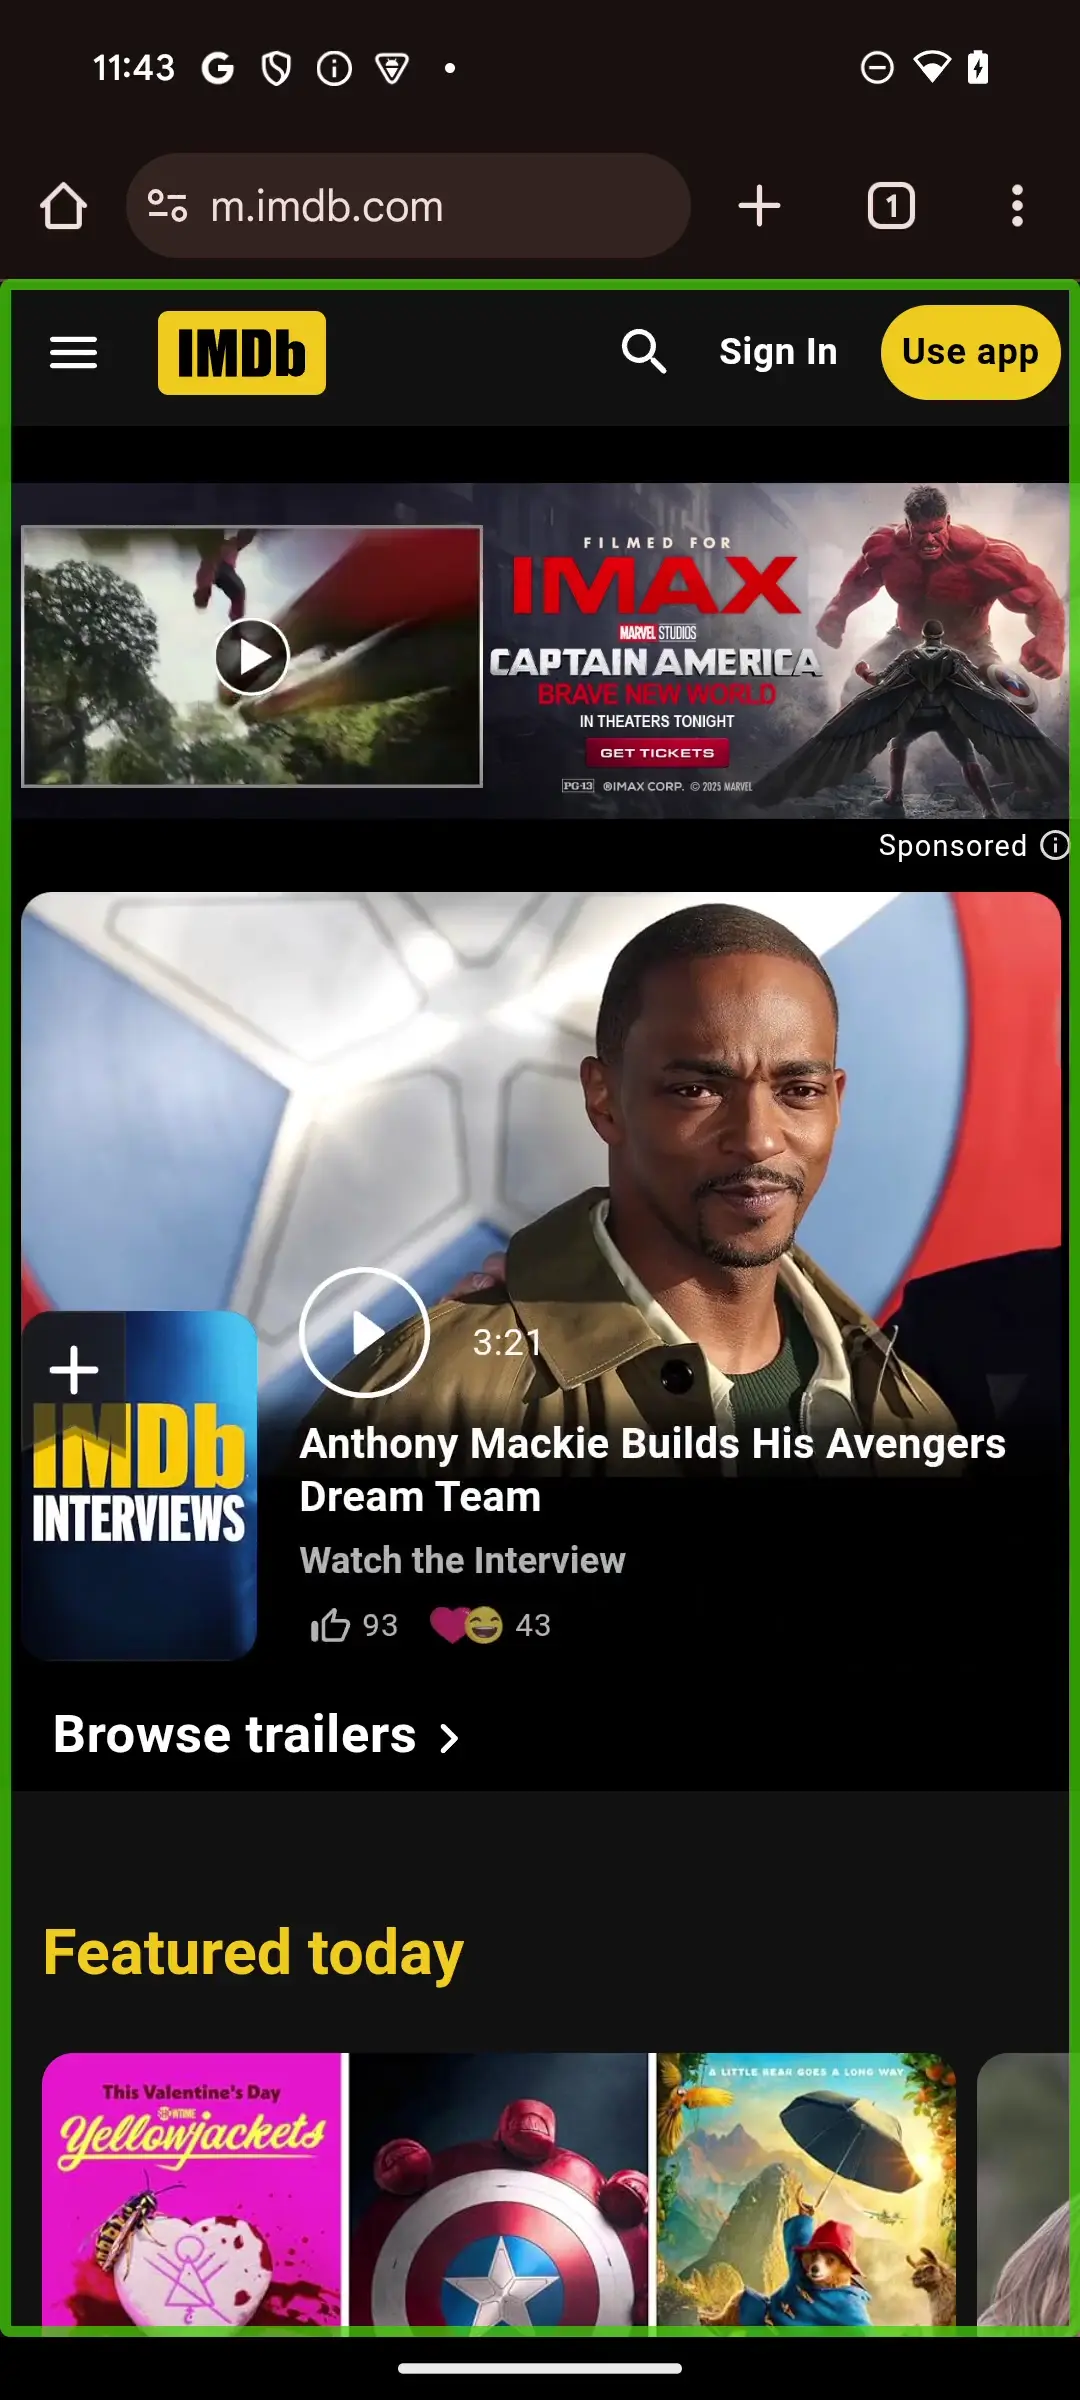 11:43
m.imdb.com
1
IMDb
Sign In
Use app
FILMED FOR
IMAX
MARVEL STUDIOS
CAPTAIN AMERICA
BRAVE NEW WORLD
IN THEATERS TONIGHT
GET TICKETS
PG-13 ®IMAX CORP. © 2025 MARVEL
Sponsored
3:21
IMDb
INTERVIEWS
Anthony Mackie Builds His Avengers
Dream Team
Watch the Interview
93
43
Browse trailers
Featured today
This Valentine's Day
SHOWTIME
Yellowjackets
A LITTLE BEAR GOES A LONG WAY